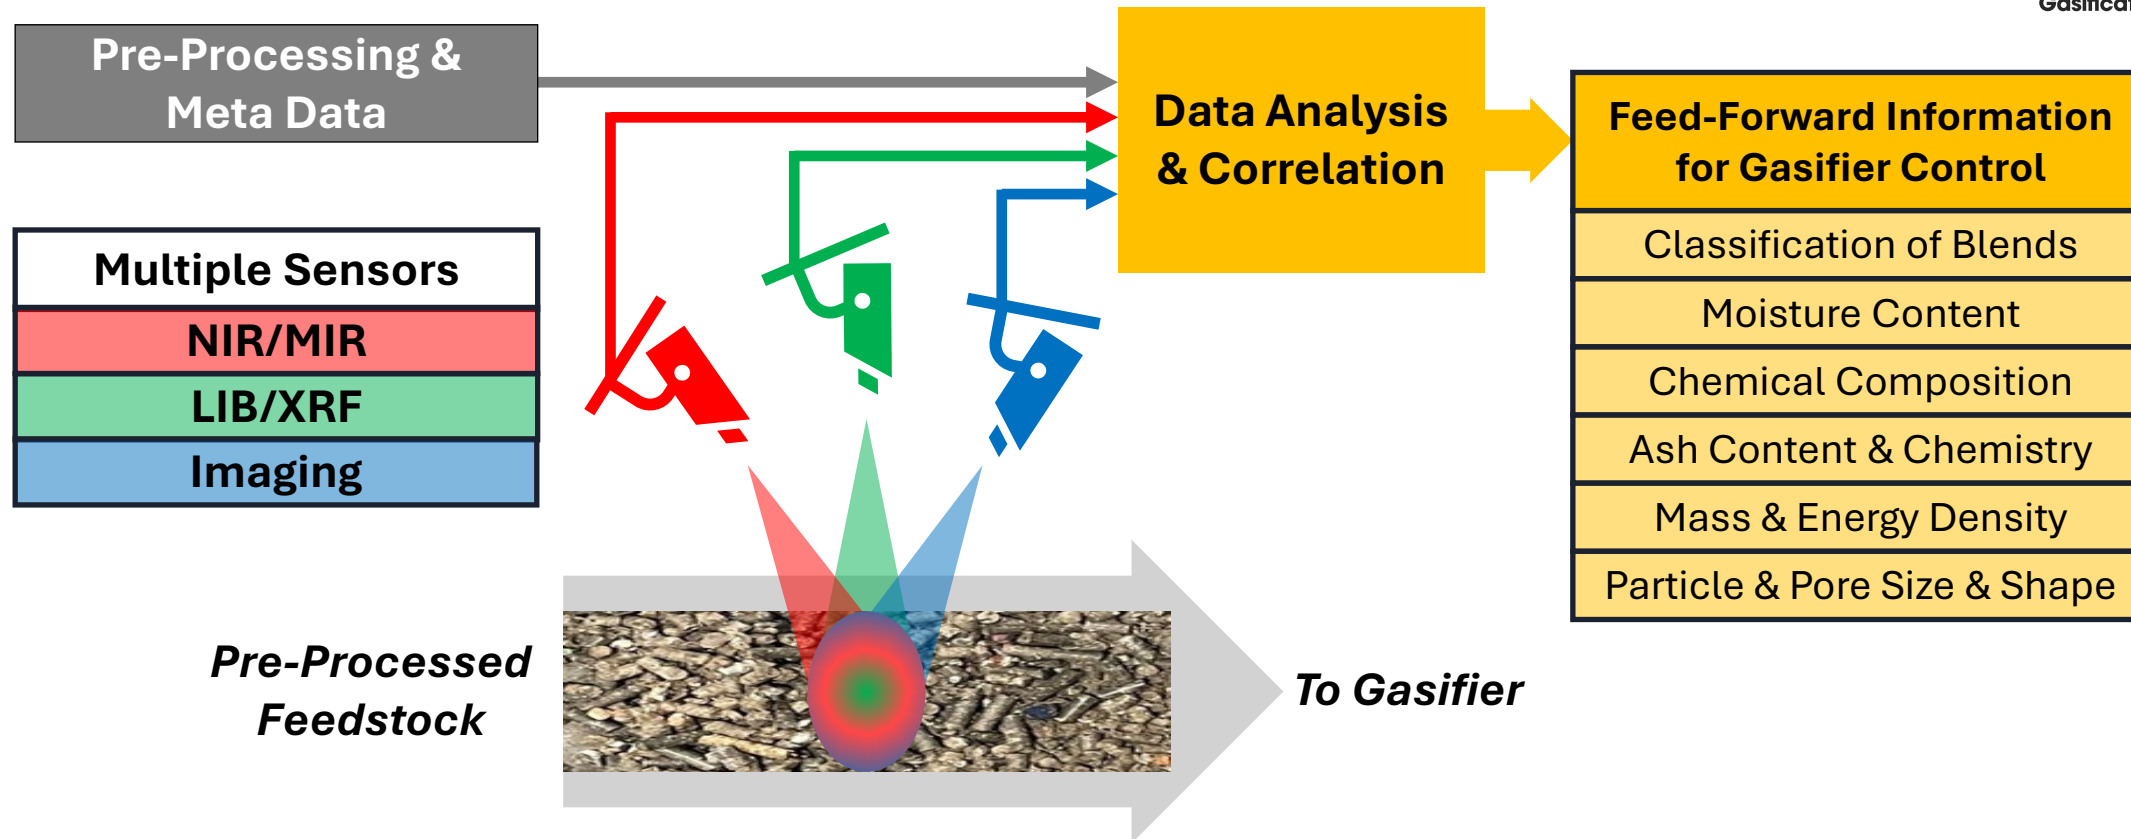 Pre-Processing &
Meta Data
Multiple Sensors
NIR/MIR
LIB/XRF
Imaging
Data Analysis
& Correlation
Feed-Forward Information
for Gasifier Control
Classification of Blends
Moisture Content
Chemical Composition
Ash Content & Chemistry
Mass & Energy Density
Particle & Pore Size & Shape
Pre-Processed
Feedstock
To Gasifier